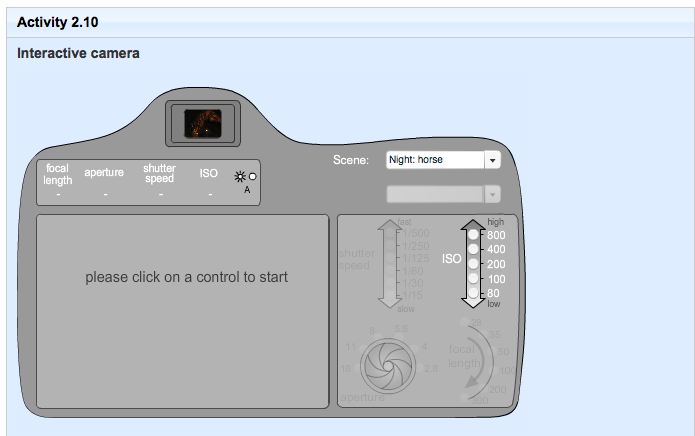 Activity 2.10
Interactive camera
Scene: Night: horse
focal length
aperture
shutter speed
ISO
-
-
-
-
A
please click on a control to start
fast
shutter speed
1/500
1/250
1/125
1/60
1/30
1/15
slow
high
ISO
800
400
200
100
80
low
5.6
8
11
16
4
2.8
aperture
focal length
28
35
50
100
200
300